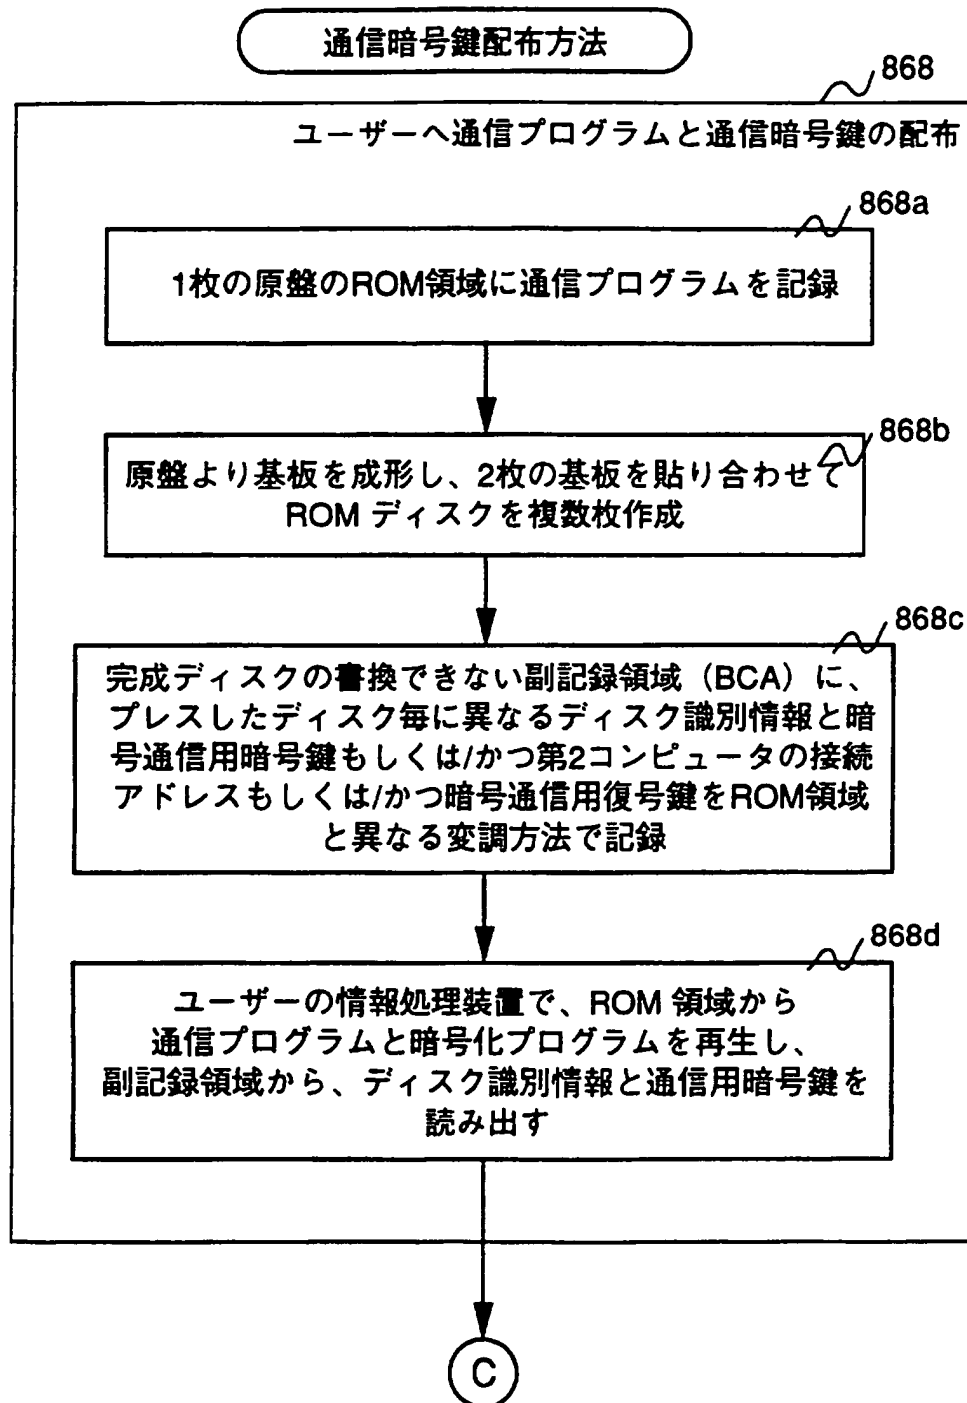 通信暗号鍵配布方法
868
ユーザーへ通信プログラムと通信暗号鍵の配布
868a
1枚の原盤のROM領域に通信プログラムを記録
868b
原盤より基板を成形し、2枚の基板を貼り合わせて
ROM ディスクを複数枚作成
868c
完成ディスクの書換できない副記録領域（BCA）に、
プレスしたディスク毎に異なるディスク識別情報と暗
号通信用暗号鍵もしくは/かつ第2コンピュータの接続
アドレスもしくは/かつ暗号通信用復号鍵をROM領域
と異なる変調方法で記録
868d
ユーザーの情報処理装置で、ROM 領域から
通信プログラムと暗号化プログラムを再生し、
副記録領域から、ディスク識別情報と通信用暗号鍵を
読み出す
C